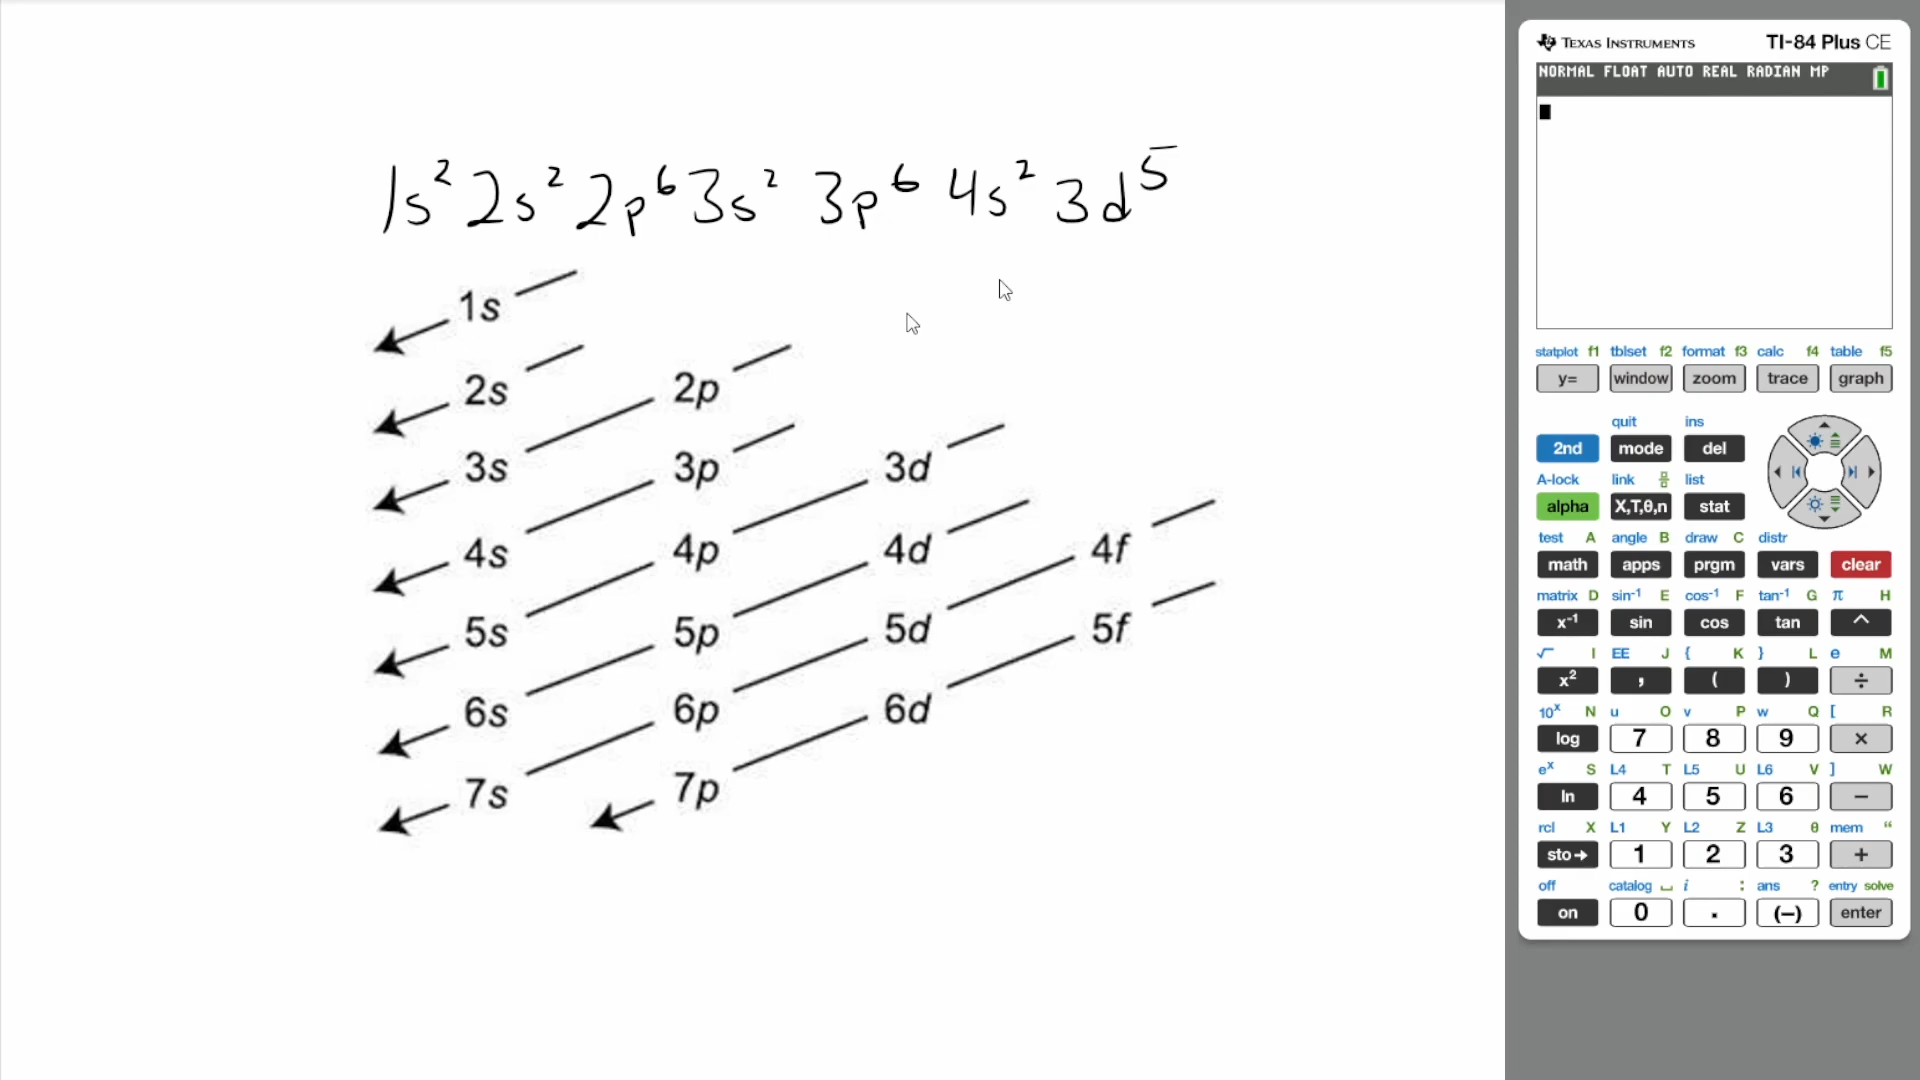 1s² 2s² 2p⁶ 3s² 3p⁶ 4s² 3d⁵
1s
2s 2p
3s 3p 3d
4s 4p 4d 4f
5s 5p 5d 5f
6s 6p 6d
7s 7p
TEXAS INSTRUMENTS TI-84 Plus CE
NORMAL FLOAT AUTO REAL RADIAN MP
statplot f1 tblset f2 format f3 calc f4 table f5
y= window zoom trace graph
quit ins
2nd mode del
A-lock link list
alpha X,T,θ,n stat
test A angle B draw C distr
math apps prgm vars clear
matrix D sin⁻¹ E cos⁻¹ F tan⁻¹ G π H
x⁻¹ sin cos tan ^
√ I EE J { K } L e M
x² , ( ) ÷
10ˣ N u O v P w Q [ R
log 7 8 9 ×
eˣ S L4 T L5 U L6 V ] W
ln 4 5 6 −
rcl X L1 Y L2 Z L3 θ mem “
sto→ 1 2 3 +
off catalog ⎵ i : ans ? entry solve
on 0 . (−) enter